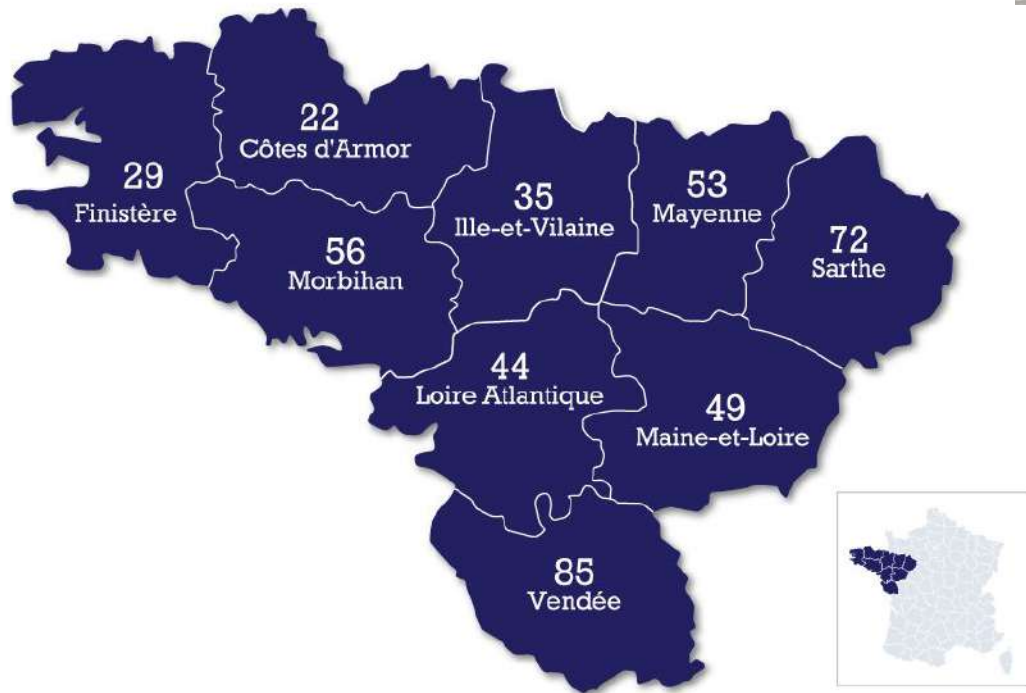 22
Côtes d'Armor
29
Finistère
35
Ille-et-Vilaine
53
Mayenne
72
Sarthe
56
Morbihan
44
Loire Atlantique
49
Maine-et-Loire
85
Vendée